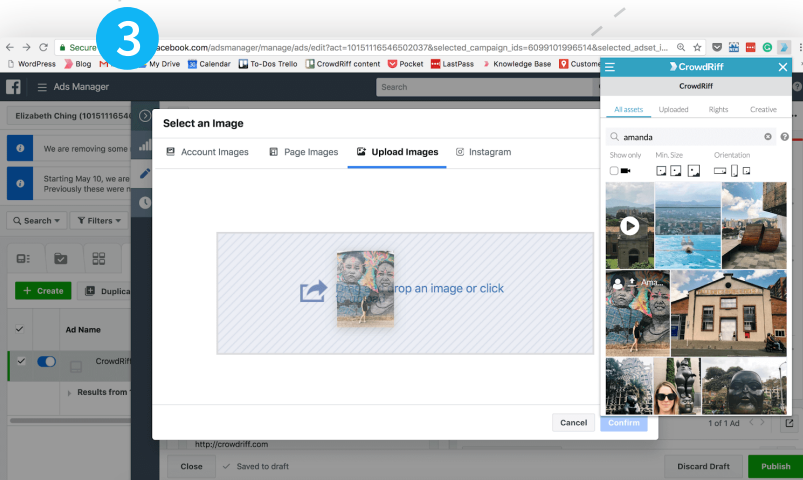 3
Secure
acebook.com/adsmanager/manage/ads/edit?act=10151116546502037&selected_campaign_ids=6099101996514&selected_adset_i...
WordPress
Blog
My Drive
Calendar
To-Dos Trello
CrowdRiff content
Pocket
LastPass
Knowledge Base
Custome
Ads Manager
Search
CrowdRiff
CrowdRiff
All assets
Uploaded
Rights
Creative
amanda
Show only
Min. Size
Orientation
Ama...
Elizabeth Ching (1015111654
We are removing some
Starting May 10, we are
Previously these were n
Search
Filters
Create
Duplica
Ad Name
CrowdRiff
Results from 1
Select an Image
Account Images
Page Images
Upload Images
Instagram
rop an image or click
Cancel
Confirm
1 of 1 Ad
http://crowdriff.com
Close
Saved to draft
Discard Draft
Publish